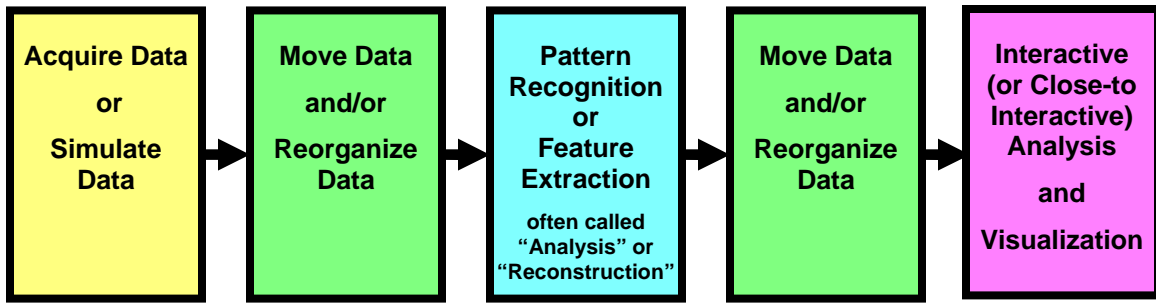 Acquire Data
or
Simulate
Data
Move Data
and/or
Reorganize
Data
Pattern
Recognition
or
Feature
Extraction
often called
“Analysis” or
“Reconstruction”
Move Data
and/or
Reorganize
Data
Interactive
(or Close-to
Interactive)
Analysis
and
Visualization